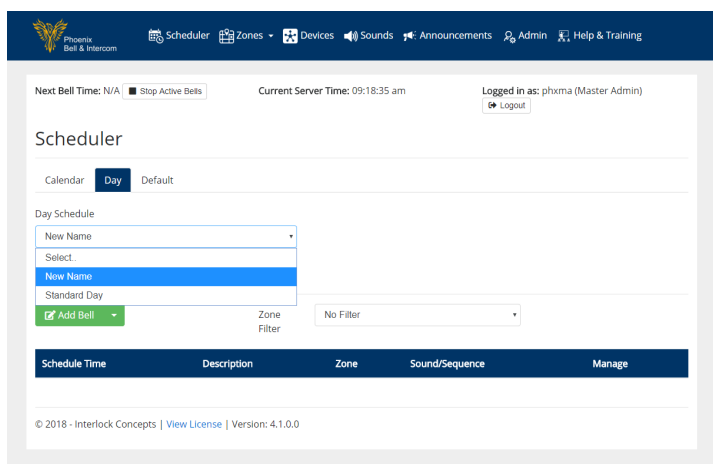 Phoenix
Bell & Intercom
Scheduler Zones Devices Sounds Announcements Admin Help & Training
Next Bell Time: N/A Stop Active Bells Current Server Time: 09:18:35 am Logged in as: phxma (Master Admin)
Logout
Scheduler
Calendar Day Default
Day Schedule
New Name
Select..
New Name
Standard Day
Add Bell Zone Filter No Filter
Schedule Time Description Zone Sound/Sequence Manage
© 2018 - Interlock Concepts | View License | Version: 4.1.0.0